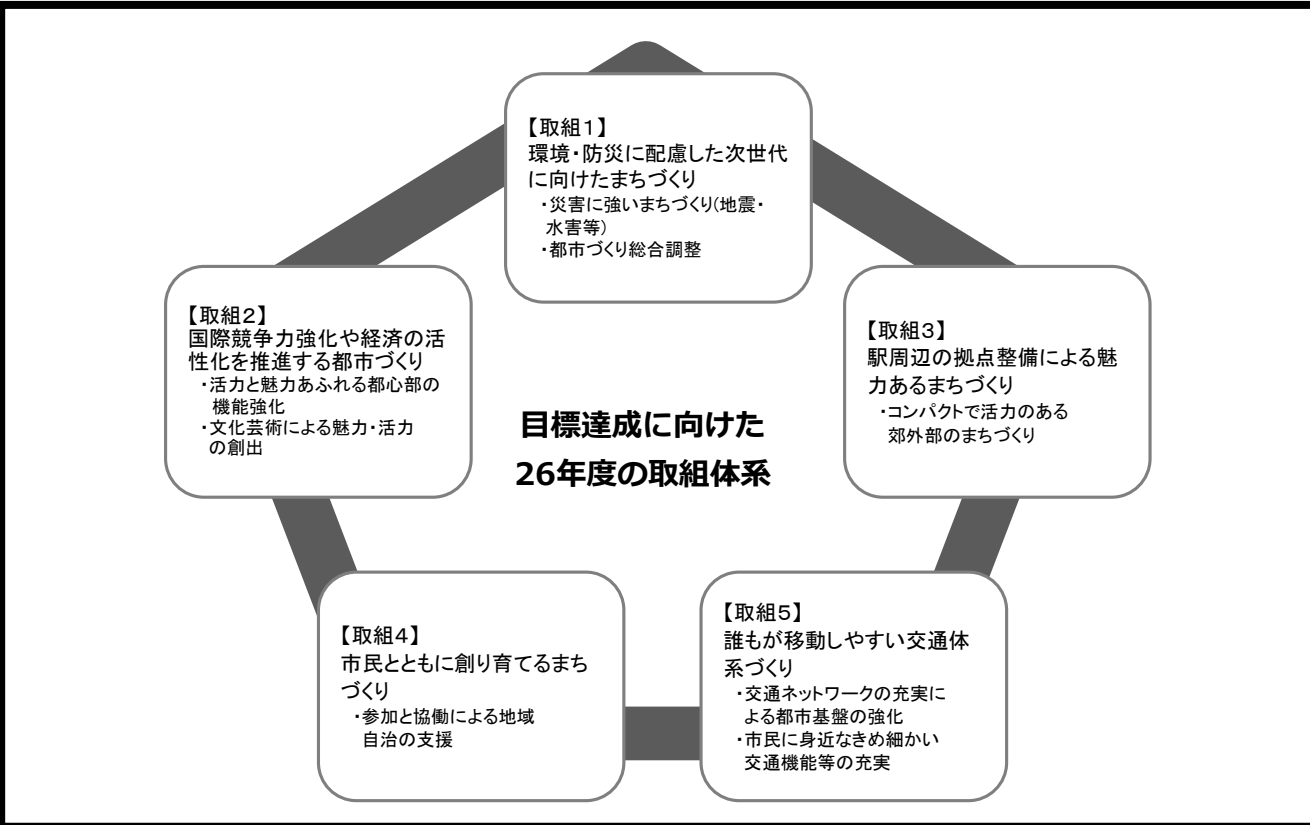 【取組1】
環境・防災に配慮した次世代
に向けたまちづくり
・災害に強いまちづくり(地震・
水害等)
・都市づくり総合調整
【取組2】
国際競争力強化や経済の活
性化を推進する都市づくり
・活力と魅力あふれる都心部の
機能強化
・文化芸術による魅力・活力
の創出
【取組3】
駅周辺の拠点整備による魅
力あるまちづくり
・コンパクトで活力のある
郊外部のまちづくり
目標達成に向けた
26年度の取組体系
【取組4】
市民とともに創り育てるまち
づくり
・参加と協働による地域
自治の支援
【取組5】
誰もが移動しやすい交通体
系づくり
・交通ネットワークの充実に
よる都市基盤の強化
・市民に身近なきめ細かい
交通機能等の充実